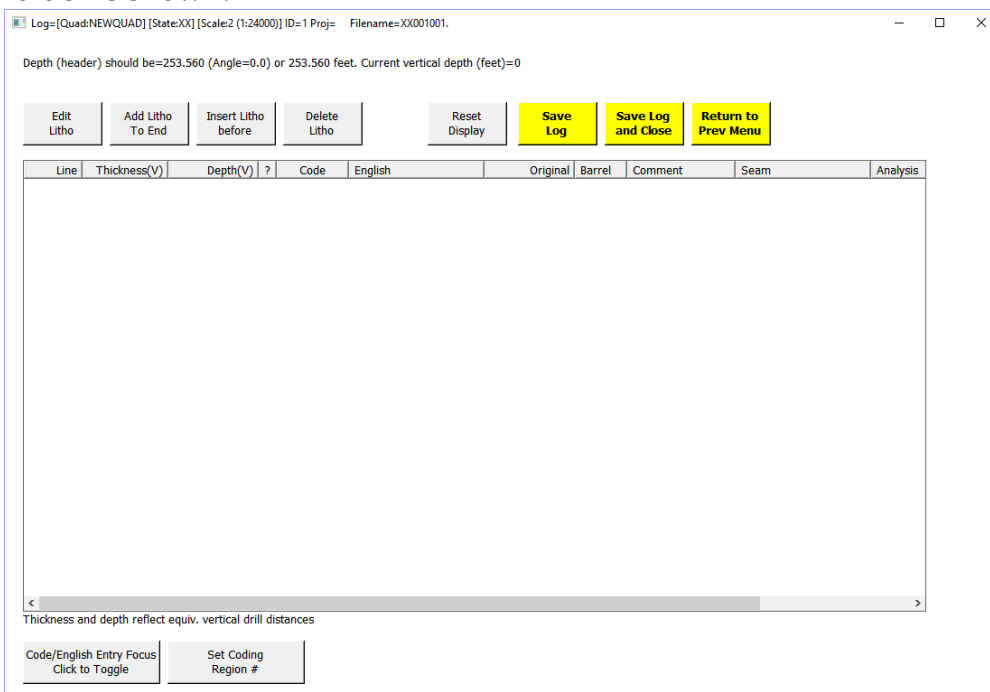 Log=[Quad:NEWQUAD] [State:XX] [Scale:2 (1:24000)] ID=1 Proj= Filename=XX001001.
Depth (header) should be=253.560 (Angle=0.0) or 253.560 feet. Current vertical depth (feet)=0
Edit Litho
Add Litho To End
Insert Litho before
Delete Litho
Reset Display
Save Log
Save Log and Close
Return to Prev Menu
Line Thickness(V) Depth(V) ? Code English Original Barrel Comment Seam Analysis
Thickness and depth reflect equiv. vertical drill distances
Code/English Entry Focus
Click to Toggle
Set Coding
Region #